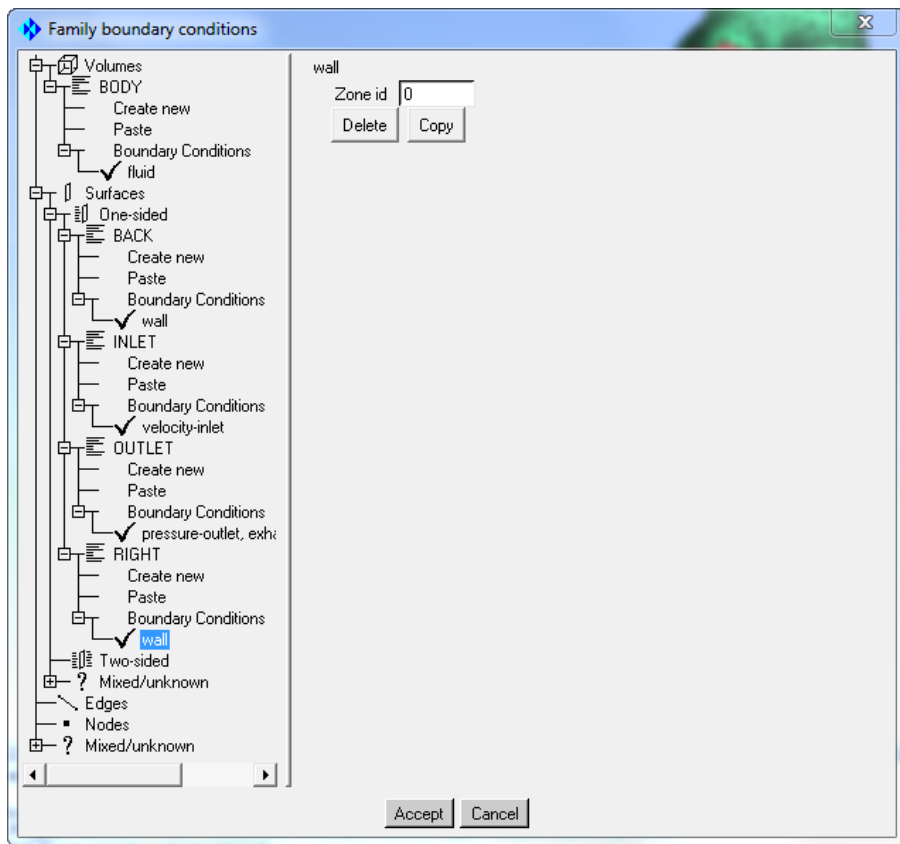 Family boundary conditions
Volumes
BODY
Create new
Paste
Boundary Conditions
fluid
Surfaces
One-sided
BACK
Create new
Paste
Boundary Conditions
wall
INLET
Create new
Paste
Boundary Conditions
velocity-inlet
OUTLET
Create new
Paste
Boundary Conditions
pressure-outlet, exha
RIGHT
Create new
Paste
Boundary Conditions
wall
Two-sided
? Mixed/unknown
Edges
Nodes
? Mixed/unknown
wall
Zone id 0
Delete Copy
Accept Cancel